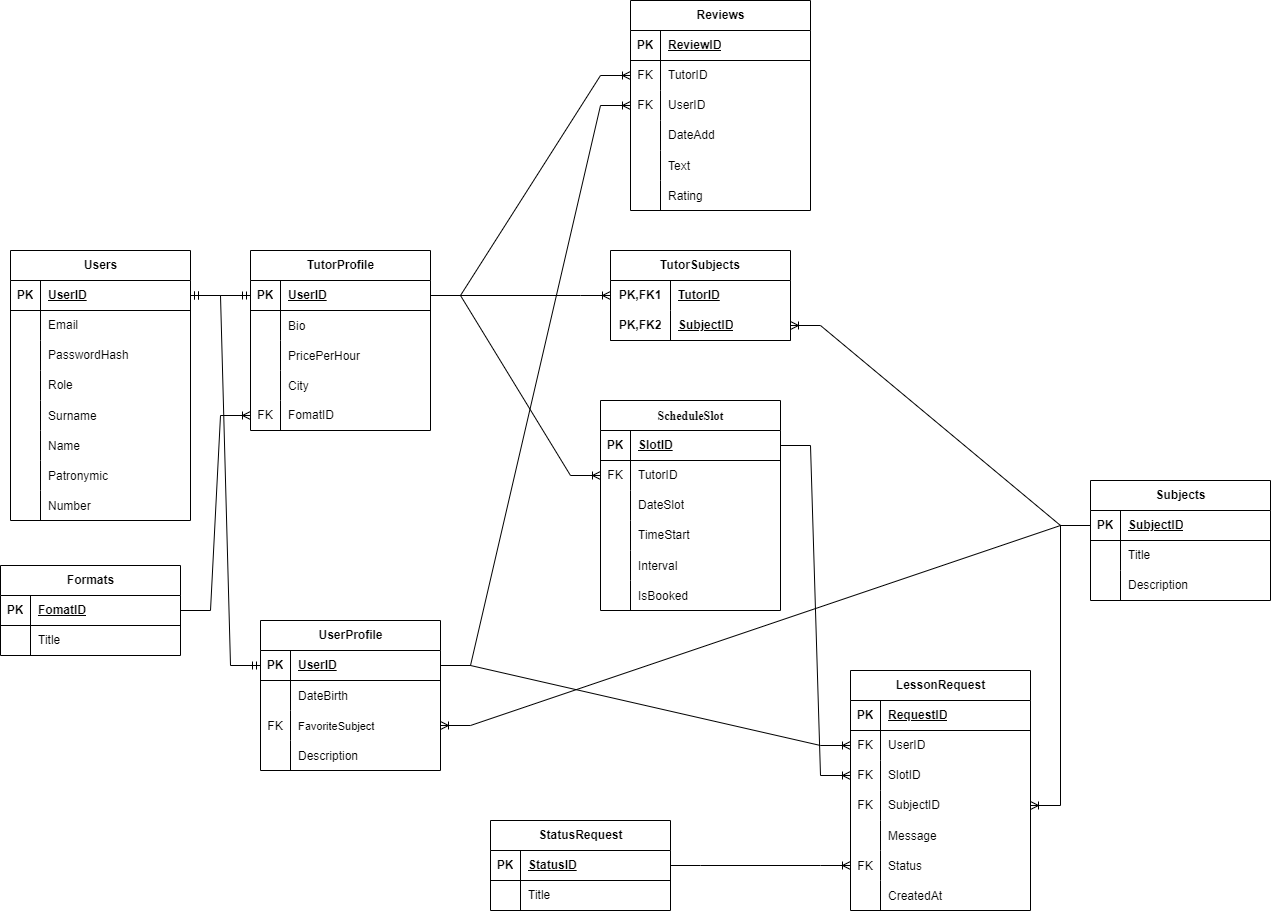 Reviews
PK ReviewID
FK TutorID
FK UserID
DateAdd
Text
Rating
Users
PK UserID
Email
PasswordHash
Role
Surname
Name
Patronymic
Number
TutorProfile
PK UserID
Bio
PricePerHour
City
FK FomatID
TutorSubjects
PK,FK1 TutorID
PK,FK2 SubjectID
ScheduleSlot
PK SlotID
FK TutorID
DateSlot
TimeStart
Interval
IsBooked
Subjects
PK SubjectID
Title
Description
Formats
PK FomatID
Title
UserProfile
PK UserID
DateBirth
FK FavoriteSubject
Description
LessonRequest
PK RequestID
FK UserID
FK SlotID
FK SubjectID
Message
FK Status
CreatedAt
StatusRequest
PK StatusID
Title